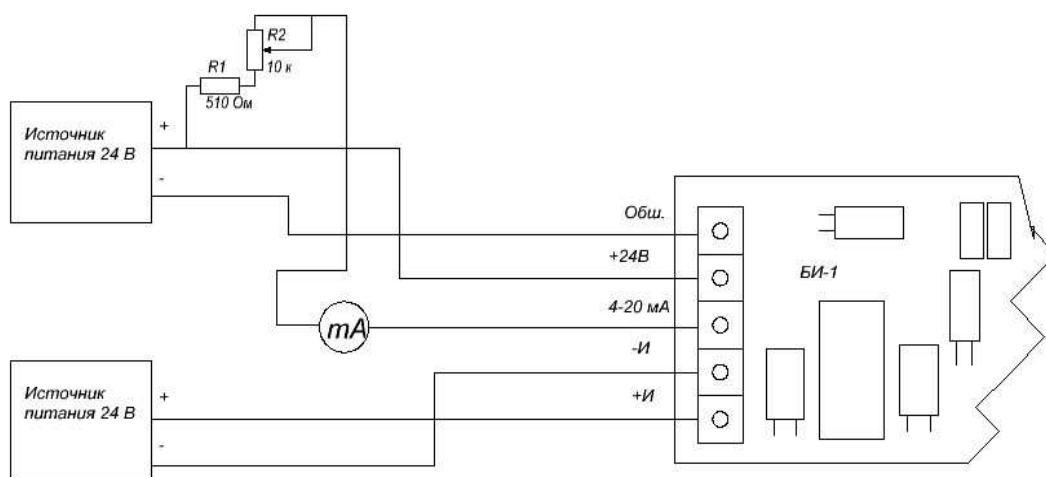 R2
10 к
R1
510 Ом
Источник
питания 24 В
+
-
Обш.
+24В
БИ-1
4-20 мА
mA
-И
Источник
питания 24 В
+
-
+И